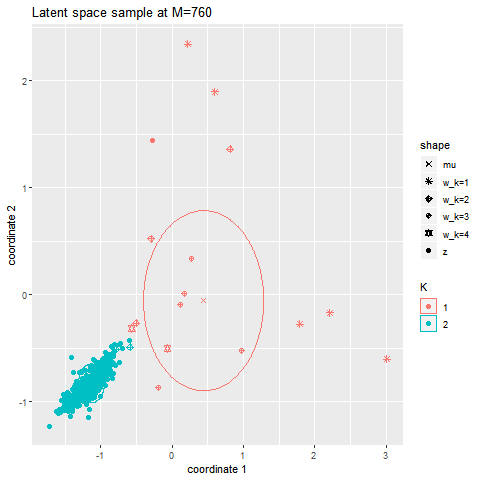 Latent space sample at M=760
coordinate 2
2
1
0
-1
-1
0
1
2
3
coordinate 1
shape
mu
w_k=1
w_k=2
w_k=3
w_k=4
z
K
1
2